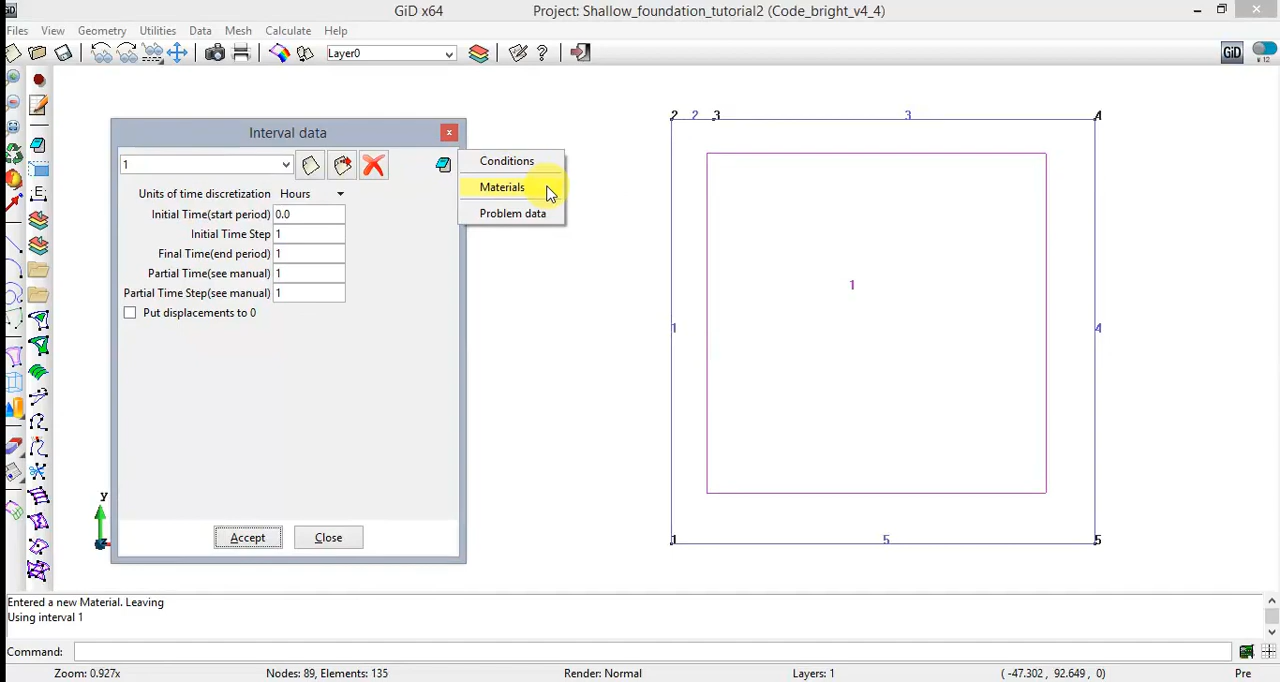 GiD
GiD x64
Project: Shallow_foundation_tutorial2 (Code_bright_v4_4)
Files View Geometry Utilities Data Mesh Calculate Help
Layer0
GiD
v.12
Interval data
1
Conditions
Materials
Problem data
Units of time discretization Hours
Initial Time(start period) 0.0
Initial Time Step 1
Final Time(end period) 1
Partial Time(see manual) 1
Partial Time Step(see manual) 1
Put displacements to 0
Accept Close
.E.
y
2 2 3 3 4
1
1 4
1 5 5
Entered a new Material. Leaving
Using interval 1
Command:
Zoom: 0.927x Nodes: 89, Elements: 135 Render: Normal Layers: 1 ( -47.302, 92.649, 0) Pre